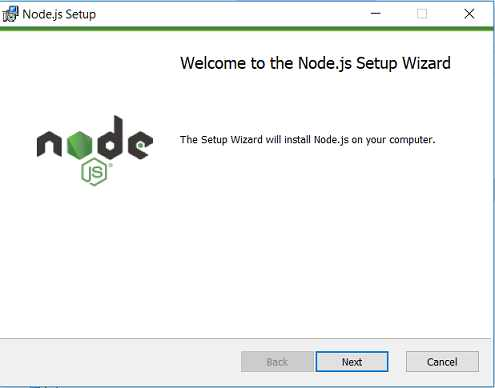 Node.js Setup
Welcome to the Node.js Setup Wizard
The Setup Wizard will install Node.js on your computer.
node
JS
Back
Next
Cancel